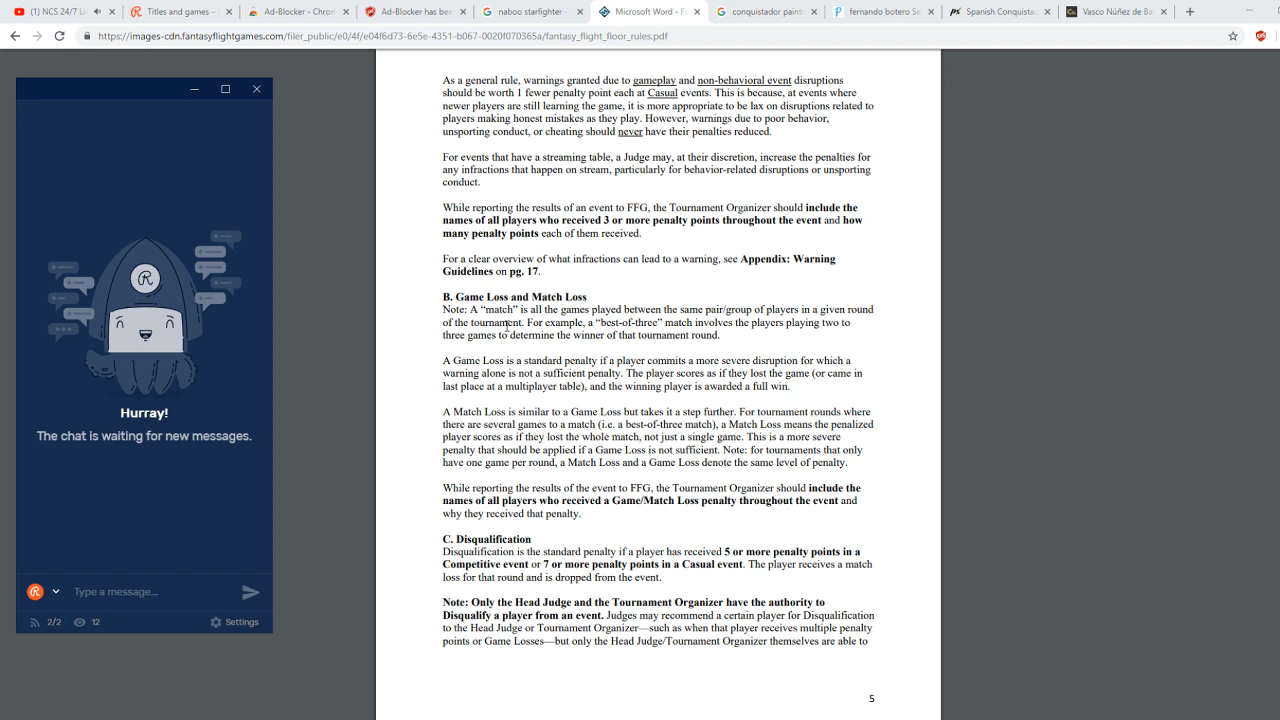 (1) NCS 24/7 Li
Titles and games –
Ad-Blocker - Chrom
Ad-Blocker has bee
naboo starfighter -
Microsoft Word - Fa
conquistador painti
fernando botero Se
Spanish Conquista
Vasco Núñez de Bal
https://images-cdn.fantasyflightgames.com/filer_public/e0/4f/e04f6d73-6e5e-4351-b067-0020f070365a/fantasy_flight_floor_rules.pdf
Hurray!
The chat is waiting for new messages.
Type a message...
2/2 12 Settings
As a general rule, warnings granted due to gameplay and non-behavioral event disruptions
should be worth 1 fewer penalty point each at Casual events. This is because, at events where
newer players are still learning the game, it is more appropriate to be lax on disruptions related to
players making honest mistakes as they play. However, warnings due to poor behavior,
unsporting conduct, or cheating should never have their penalties reduced.
For events that have a streaming table, a Judge may, at their discretion, increase the penalties for
any infractions that happen on stream, particularly for behavior-related disruptions or unsporting
conduct.
While reporting the results of an event to FFG, the Tournament Organizer should include the
names of all players who received 3 or more penalty points throughout the event and how
many penalty points each of them received.
For a clear overview of what infractions can lead to a warning, see Appendix: Warning
Guidelines on pg. 17.
B. Game Loss and Match Loss
Note: A “match” is all the games played between the same pair/group of players in a given round
of the tournament. For example, a “best-of-three” match involves the players playing two to
three games to determine the winner of that tournament round.
A Game Loss is a standard penalty if a player commits a more severe disruption for which a
warning alone is not a sufficient penalty. The player scores as if they lost the game (or came in
last place at a multiplayer table), and the winning player is awarded a full win.
A Match Loss is similar to a Game Loss but takes it a step further. For tournament rounds where
there are several games to a match (i.e. a best-of-three match), a Match Loss means the penalized
player scores as if they lost the whole match, not just a single game. This is a more severe
penalty that should be applied if a Game Loss is not sufficient. Note: for tournaments that only
have one game per round, a Match Loss and a Game Loss denote the same level of penalty.
While reporting the results of the event to FFG, the Tournament Organizer should include the
names of all players who received a Game/Match Loss penalty throughout the event and
why they received that penalty.
C. Disqualification
Disqualification is the standard penalty if a player has received 5 or more penalty points in a
Competitive event or 7 or more penalty points in a Casual event. The player receives a match
loss for that round and is dropped from the event.
Note: Only the Head Judge and the Tournament Organizer have the authority to
Disqualify a player from an event. Judges may recommend a certain player for Disqualification
to the Head Judge or Tournament Organizer—such as when that player receives multiple penalty
points or Game Losses—but only the Head Judge/Tournament Organizer themselves are able to
5